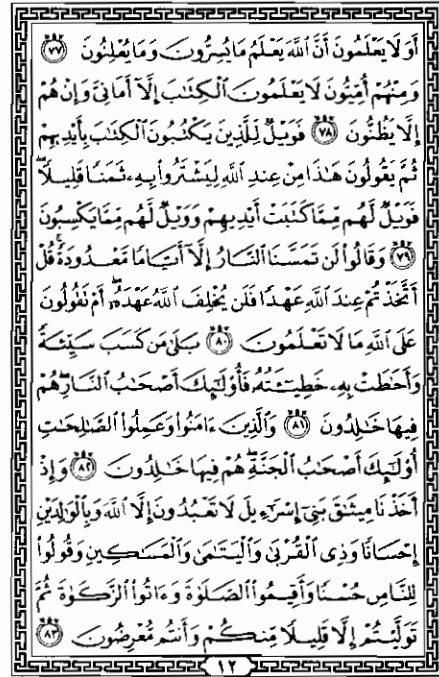 أَوَلَا يَعْلَمُونَ أَنَّ ٱللَّهَ يَعْلَمُ مَا يُسِرُّونَ وَمَا يُعْلِنُونَ ٧٧
وَمِنْهُمْ أُمِّيُّونَ لَا يَعْلَمُونَ ٱلْكِتَٰبَ إِلَّآ أَمَانِىَّ وَإِنْ هُمْ
إِلَّا يَظُنُّونَ ٧٨ فَوَيْلٌ لِّلَّذِينَ يَكْتُبُونَ ٱلْكِتَٰبَ بِأَيْدِيهِمْ
ثُمَّ يَقُولُونَ هَٰذَا مِنْ عِندِ ٱللَّهِ لِيَشْتَرُوا۟ بِهِۦ ثَمَنًا قَلِيلًا ۖ
فَوَيْلٌ لَّهُم مِّمَّا كَتَبَتْ أَيْدِيهِمْ وَوَيْلٌ لَّهُم مِّمَّا يَكْسِبُونَ
٧٩ وَقَالُوا۟ لَن تَمَسَّنَا ٱلنَّارُ إِلَّآ أَيَّامًا مَّعْدُودَةً ۚ قُلْ
أَتَّخَذْتُمْ عِندَ ٱللَّهِ عَهْدًا فَلَن يُخْلِفَ ٱللَّهُ عَهْدَهُۥٓ ۖ أَمْ تَقُولُونَ
عَلَى ٱللَّهِ مَا لَا تَعْلَمُونَ ٨٠ بَلَىٰ مَن كَسَبَ سَيِّئَةً
وَأَحَٰطَتْ بِهِۦ خَطِيٓـَٔتُهُۥ فَأُو۟لَٰٓئِكَ أَصْحَٰبُ ٱلنَّارِ ۖ هُمْ
فِيهَا خَٰلِدُونَ ٨١ وَٱلَّذِينَ ءَامَنُوا۟ وَعَمِلُوا۟ ٱلصَّٰلِحَٰتِ
أُو۟لَٰٓئِكَ أَصْحَٰبُ ٱلْجَنَّةِ ۖ هُمْ فِيهَا خَٰلِدُونَ ٨٢ وَإِذْ
أَخَذْنَا مِيثَٰقَ بَنِىٓ إِسْرَٰٓءِيلَ لَا تَعْبُدُونَ إِلَّا ٱللَّهَ وَبِٱلْوَٰلِدَيْنِ
إِحْسَانًا وَذِى ٱلْقُرْبَىٰ وَٱلْيَتَٰمَىٰ وَٱلْمَسَٰكِينِ وَقُولُوا۟
لِلنَّاسِ حُسْنًا وَأَقِيمُوا۟ ٱلصَّلَوٰةَ وَءَاتُوا۟ ٱلزَّكَوٰةَ ثُمَّ
تَوَلَّيْتُمْ إِلَّا قَلِيلًا مِّنكُمْ وَأَنتُم مُّعْرِضُونَ ٨٣
١٢